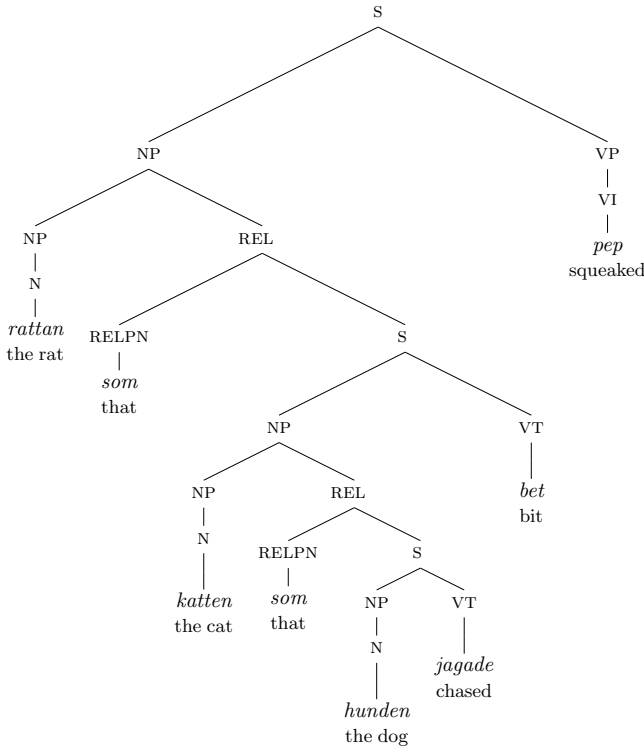 S
NP VP
VI
NP REL pep
squeaked
N
rattan RELPN S
the rat
som
that
NP VT
NP REL bet
bit
N
RELPN S
katten som NP VT
the cat that
N
jagade
chased
hunden
the dog